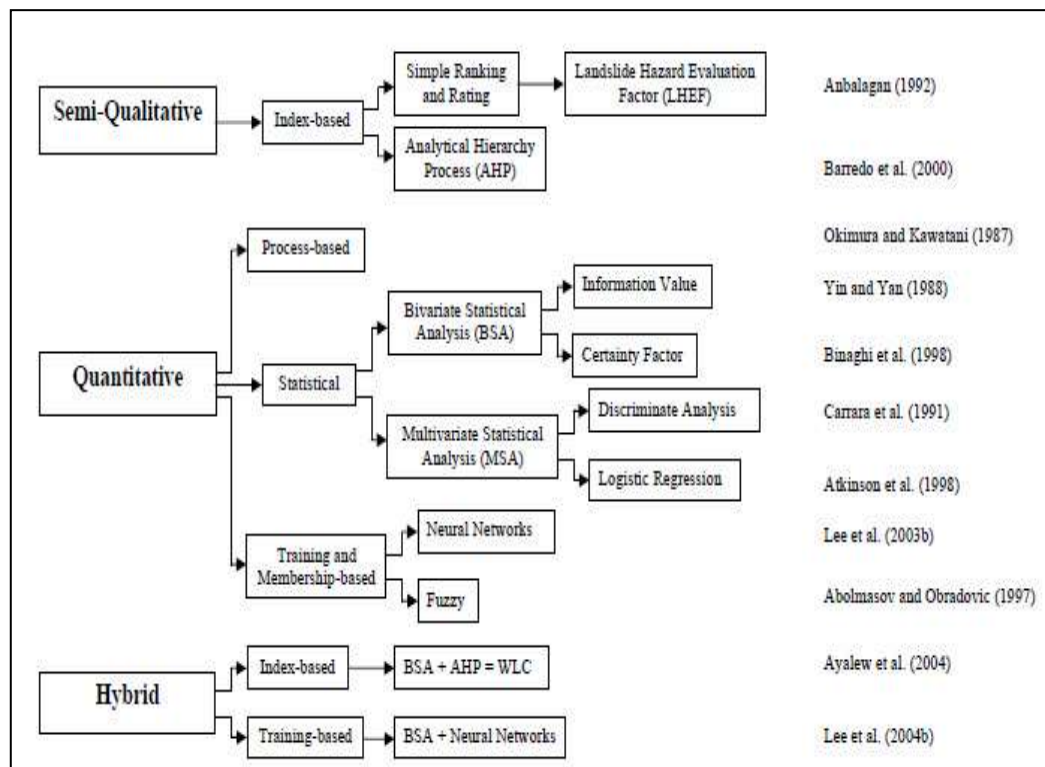 Simple Ranking
and Rating
Landslide Hazard Evaluation
Factor (LHEF)
Anbalagan (1992)
Semi-Qualitative
Index-based
Analytical Hierarchy
Process (AHP)
Barredo et al. (2000)
Process-based
Okimura and Kawatani (1987)
Information Value
Yin and Yan (1988)
Bivariate Statistical
Analysis (BSA)
Certainty Factor
Binaghi et al. (1998)
Quantitative
Statistical
Discriminate Analysis
Carrara et al. (1991)
Multivariate Statistical
Analysis (MSA)
Logistic Regression
Atkinson et al. (1998)
Neural Networks
Lee et al. (2003b)
Training and
Membership-based
Fuzzy
Abolmasov and Obradovic (1997)
Hybrid
Index-based
BSA + AHP = WLC
Ayalew et al. (2004)
Training-based
BSA + Neural Networks
Lee et al. (2004b)